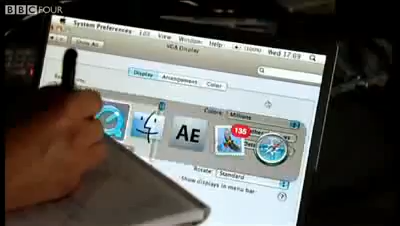 BBC FOUR
System Preferences Edit View Window Help Wed 17:09
VGA Display
Show All
Display Arrangement Color
Colors: Millions
AE
135
Rotate: Standard
Show displays in menu bar
?